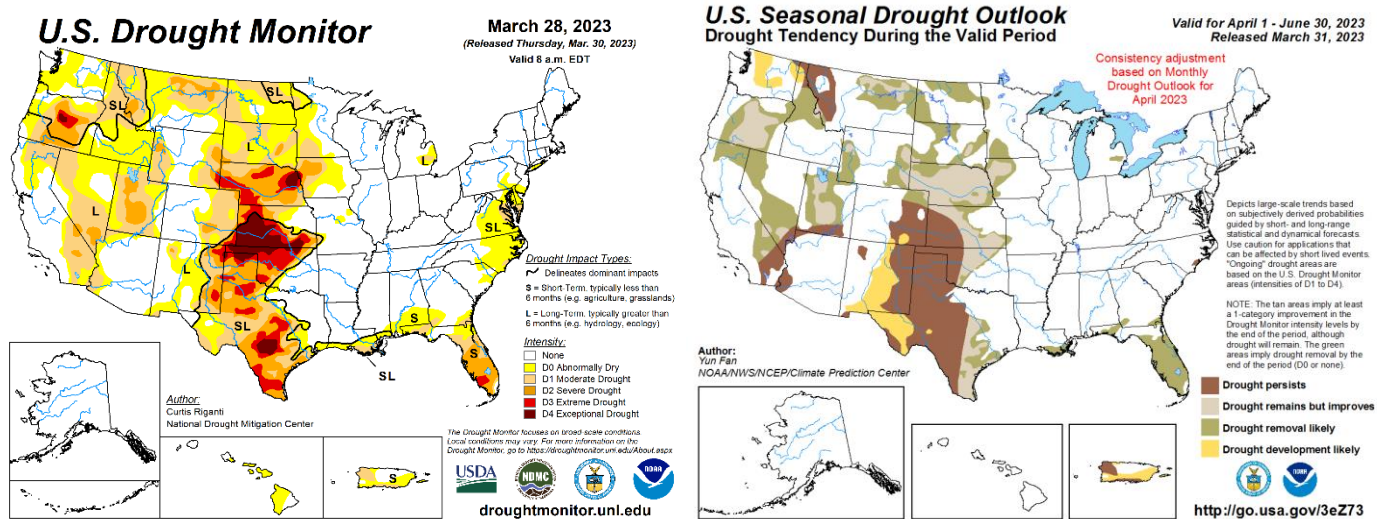 U.S. Drought Monitor
March 28, 2023
(Released Thursday, Mar. 30, 2023)
Valid 8 a.m. EDT
SL
SL
L
L
L
SL
L
SL
S
S
SL
Drought Impact Types:
Delineates dominant impacts
S = Short-Term, typically less than
6 months (e.g. agriculture, grasslands)
L = Long-Term, typically greater than
6 months (e.g. hydrology, ecology)
Intensity:
None
D0 Abnormally Dry
D1 Moderate Drought
D2 Severe Drought
D3 Extreme Drought
D4 Exceptional Drought
Author:
Curtis Riganti
National Drought Mitigation Center
S
The Drought Monitor focuses on broad-scale conditions.
Local conditions may vary. For more information on the
Drought Monitor, go to https://droughtmonitor.unl.edu/About.aspx
USDA
NDMC
NOAA
droughtmonitor.unl.edu
U.S. Seasonal Drought Outlook
Drought Tendency During the Valid Period
Valid for April 1 - June 30, 2023
Released March 31, 2023
Consistency adjustment
based on Monthly
Drought Outlook for
April 2023
Depicts large-scale trends based
on subjectively derived probabilities
guided by short- and long-range
statistical and dynamical forecasts.
Use caution for applications that
can be affected by short lived events.
"Ongoing" drought areas are
based on the U.S. Drought Monitor
areas (intensities of D1 to D4).
NOTE: The tan areas imply at least
a 1-category improvement in
the Drought Monitor intensity levels by
the end of the period, although
drought will remain. The green
areas imply drought removal by the
end of the period (D0 or none).
Author:
Yun Fan
NOAA/NWS/NCEP/Climate Prediction Center
Drought persists
Drought remains but improves
Drought removal likely
Drought development likely
NOAA
http://go.usa.gov/3eZ73